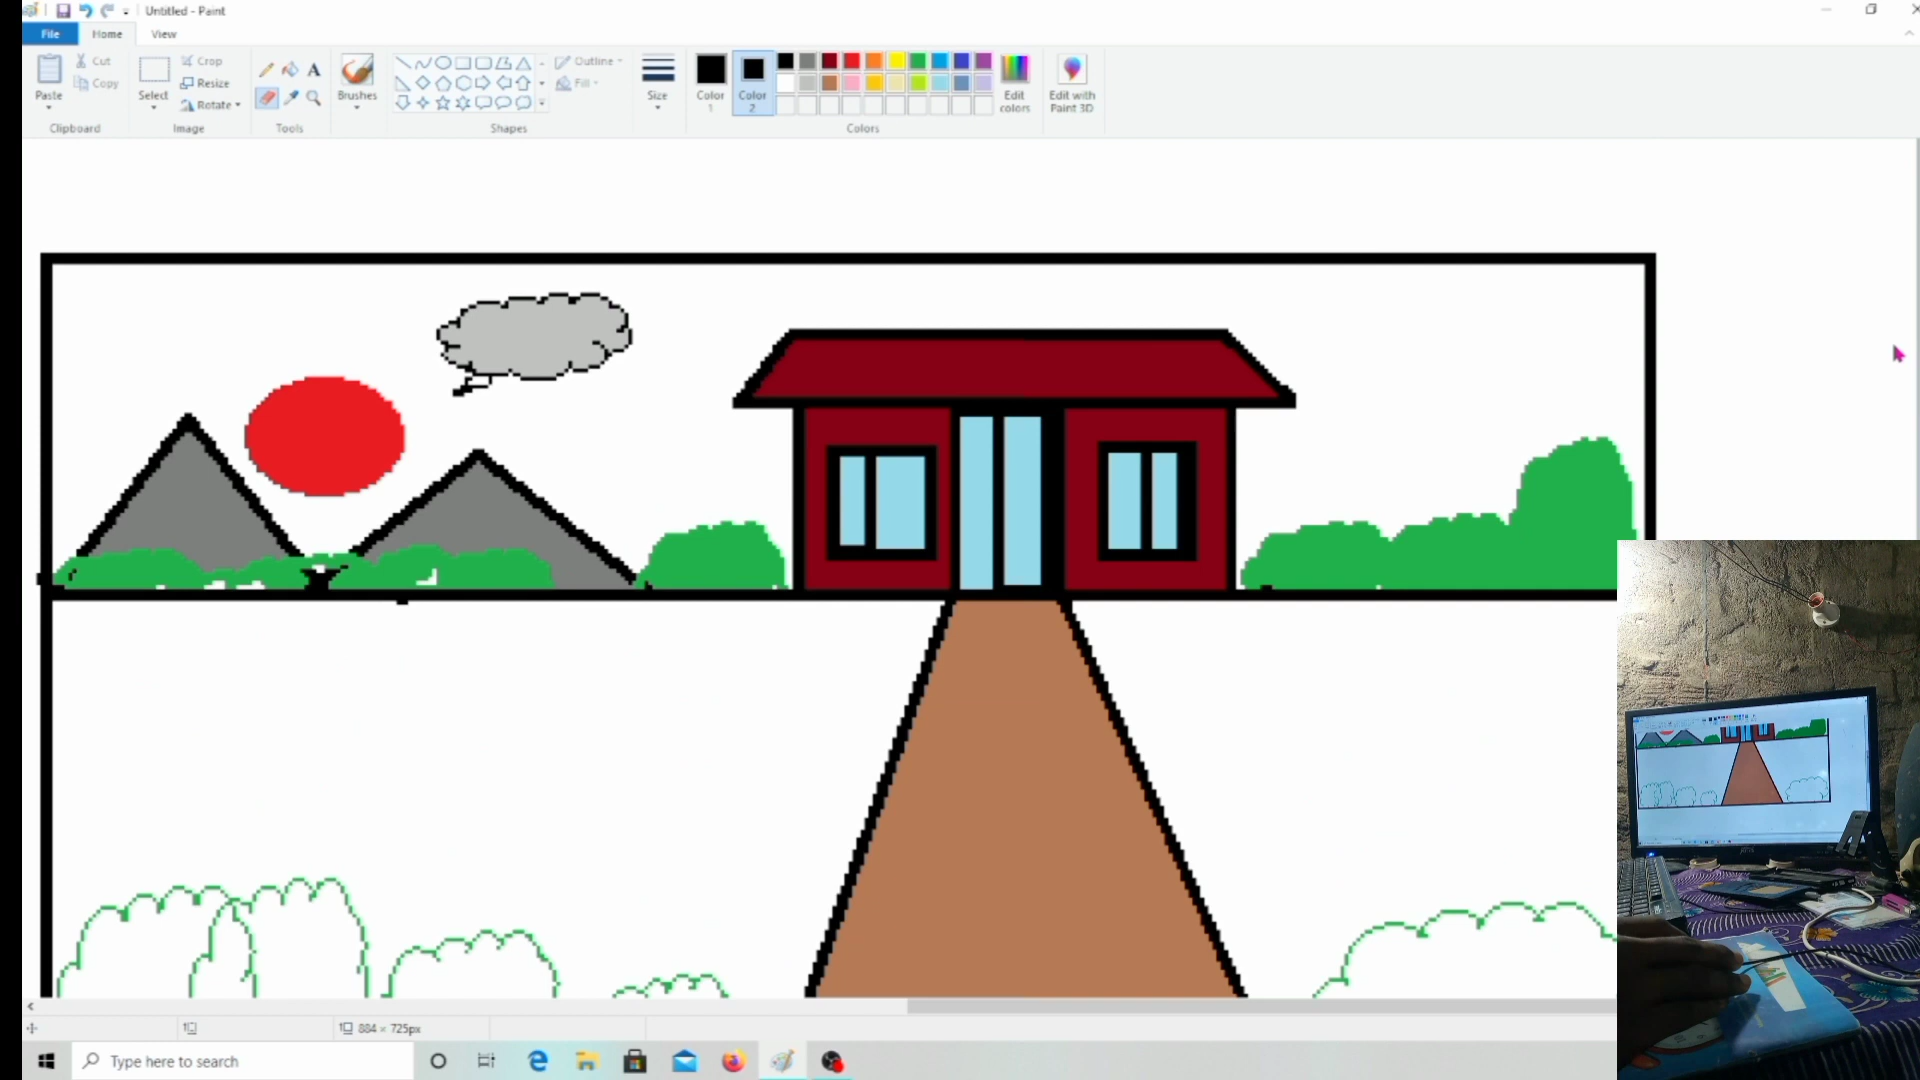 Untitled - Paint
File Home View
Paste Cut Copy Clipboard
Select Crop Resize Rotate Image
A Tools
Brushes
Shapes Outline Fill
Size
Color 1 Color 2 Colors Edit colors
Edit with Paint 3D
884 × 725px
Type here to search